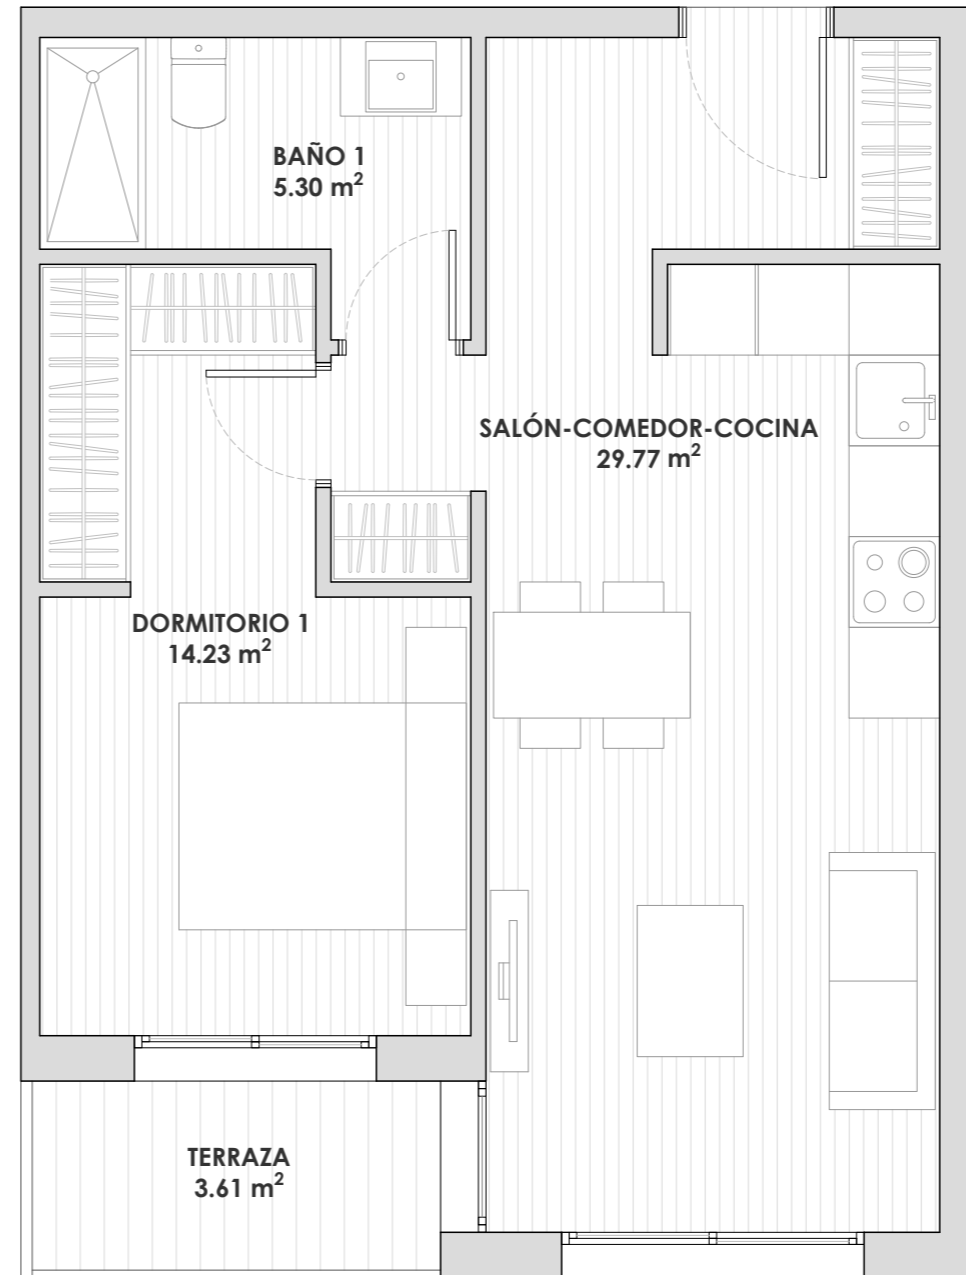 BAÑO 1
5.30 m²
SALÓN-COMEDOR-COCINA
29.77 m²
DORMITORIO 1
14.23 m²
TERRAZA
3.61 m²